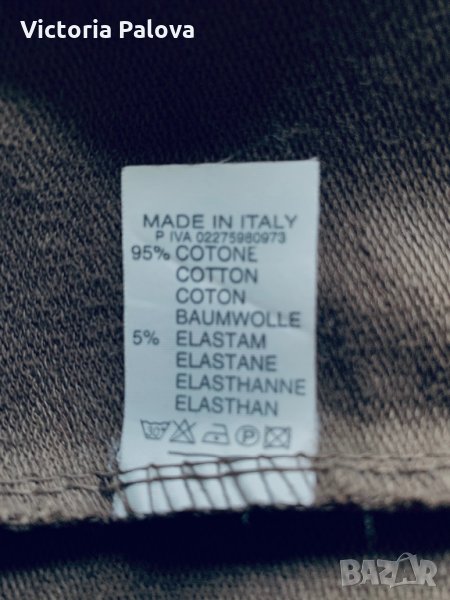 Victoria Palova
MADE IN ITALY
P IVA 02275980973
95% COTONE
COTTON
COTON
BAUMWOLLE
5% ELASTAM
ELASTANE
ELASTHANNE
ELASTHAN
P
BAZAR